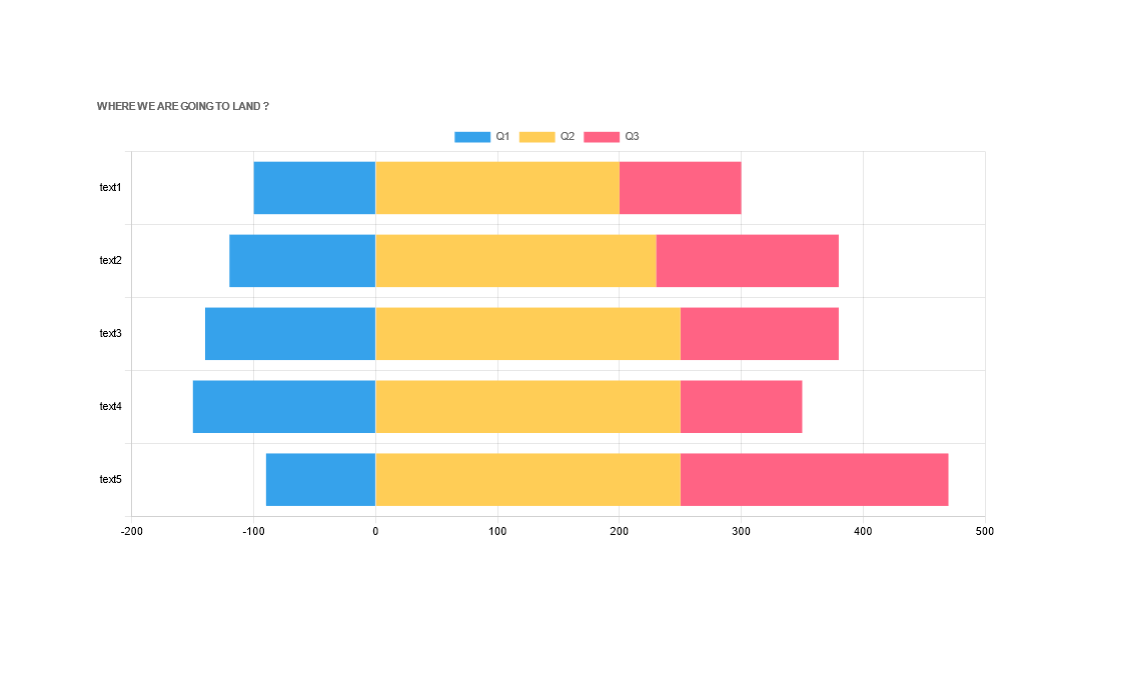 WHERE WE ARE GOING TO LAND ?
Q1 Q2 Q3
text1
text2
text3
text4
text5
-200 -100 0 100 200 300 400 500